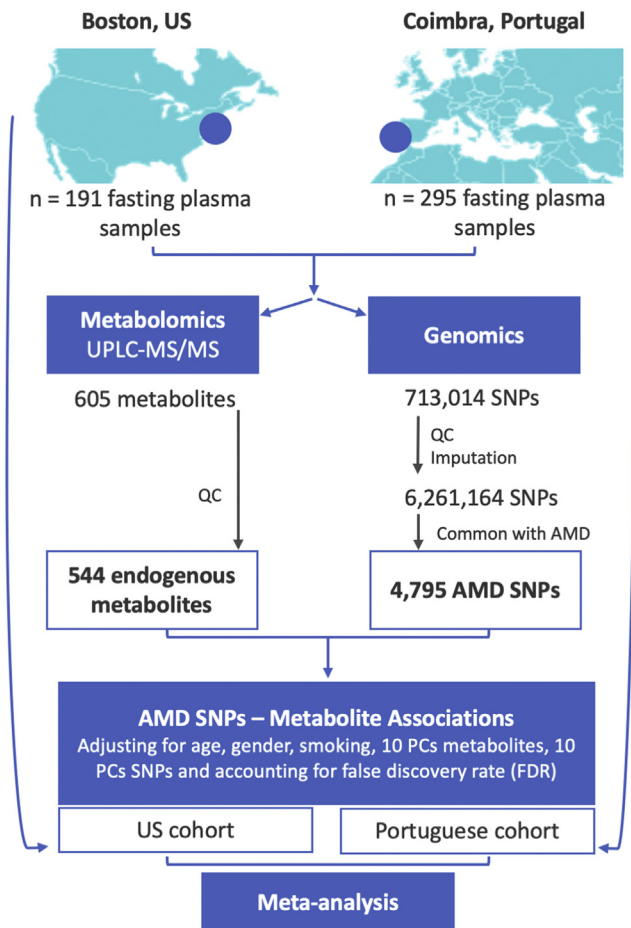 Boston, US
Coimbra, Portugal
n = 191 fasting plasma
samples
n = 295 fasting plasma
samples
Metabolomics
UPLC-MS/MS
Genomics
605 metabolites
713,014 SNPs
QC
Imputation
QC
6,261,164 SNPs
Common with AMD
544 endogenous
metabolites
4,795 AMD SNPs
AMD SNPs – Metabolite Associations
Adjusting for age, gender, smoking, 10 PCs metabolites, 10
PCs SNPs and accounting for false discovery rate (FDR)
US cohort
Portuguese cohort
Meta-analysis